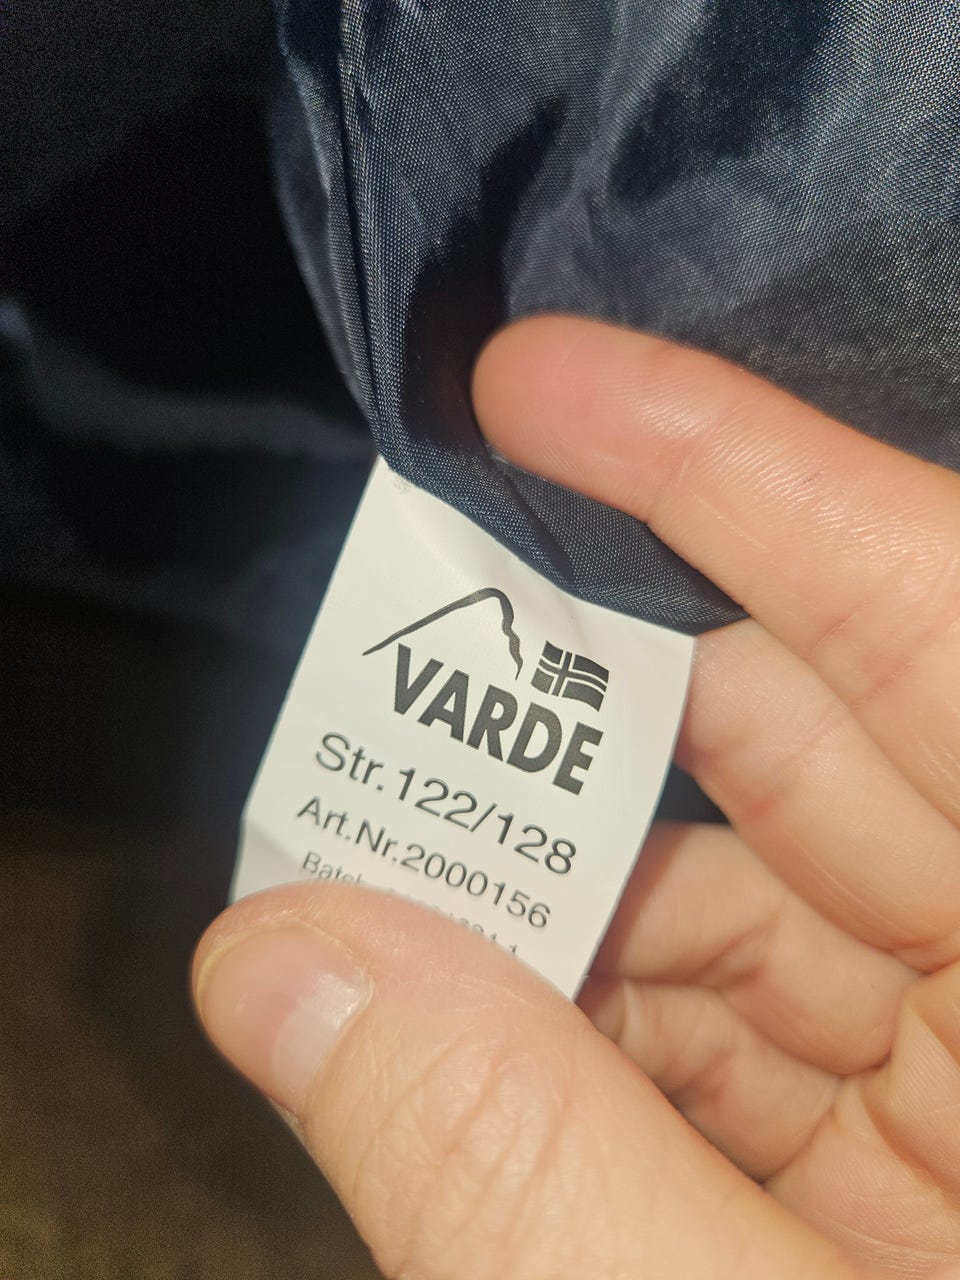 VARDE
Str.122/128
Art.Nr.2000156